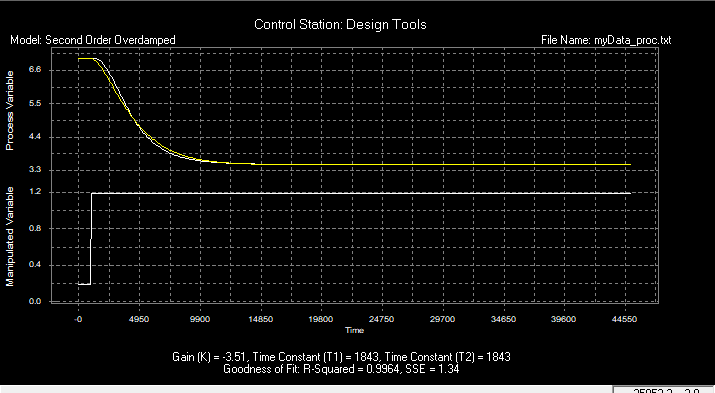 Control Station: Design Tools
Model: Second Order Overdamped File Name: myData_proc.txt
Process Variable
6.6
5.5
4.4
3.3
Manipulated Variable
1.2
0.8
0.4
0.0
-0 4950 9900 14850 19800 24750 29700 34650 39600 44550
Time
Gain (K) = -3.51, Time Constant (T1) = 1843, Time Constant (T2) = 1843
Goodness of Fit: R-Squared = 0.9964, SSE = 1.34